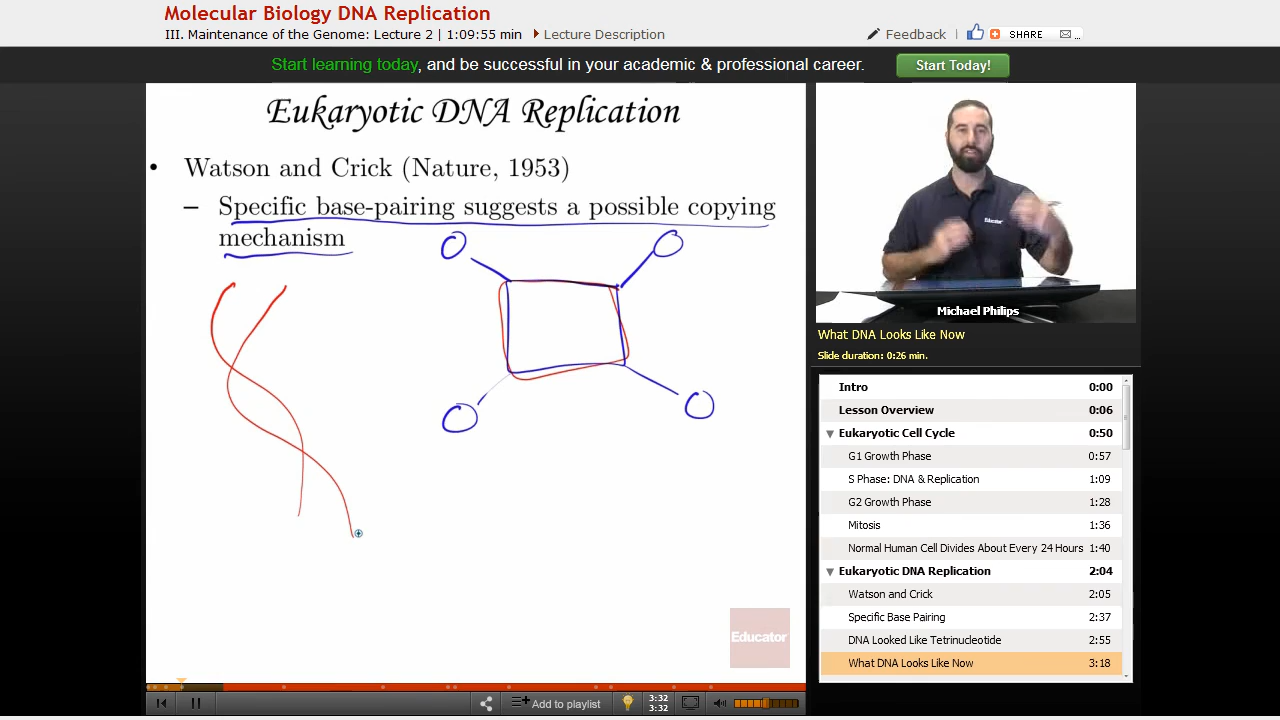 Molecular Biology DNA Replication
III. Maintenance of the Genome: Lecture 2 | 1:09:55 min Lecture Description
Feedback | SHARE
Start learning today, and be successful in your academic & professional career. Start Today!
Eukaryotic DNA Replication
• Watson and Crick (Nature, 1953)
– Specific base-pairing suggests a possible copying
mechanism
Educator
Educator
Michael Philips
What DNA Looks Like Now
Slide duration: 0:26 min.
Intro 0:00
Lesson Overview 0:06
Eukaryotic Cell Cycle 0:50
G1 Growth Phase 0:57
S Phase: DNA & Replication 1:09
G2 Growth Phase 1:28
Mitosis 1:36
Normal Human Cell Divides About Every 24 Hours 1:40
Eukaryotic DNA Replication 2:04
Watson and Crick 2:05
Specific Base Pairing 2:37
DNA Looked Like Tetrinucleotide 2:55
What DNA Looks Like Now 3:18
Add to playlist
3:32
3:32